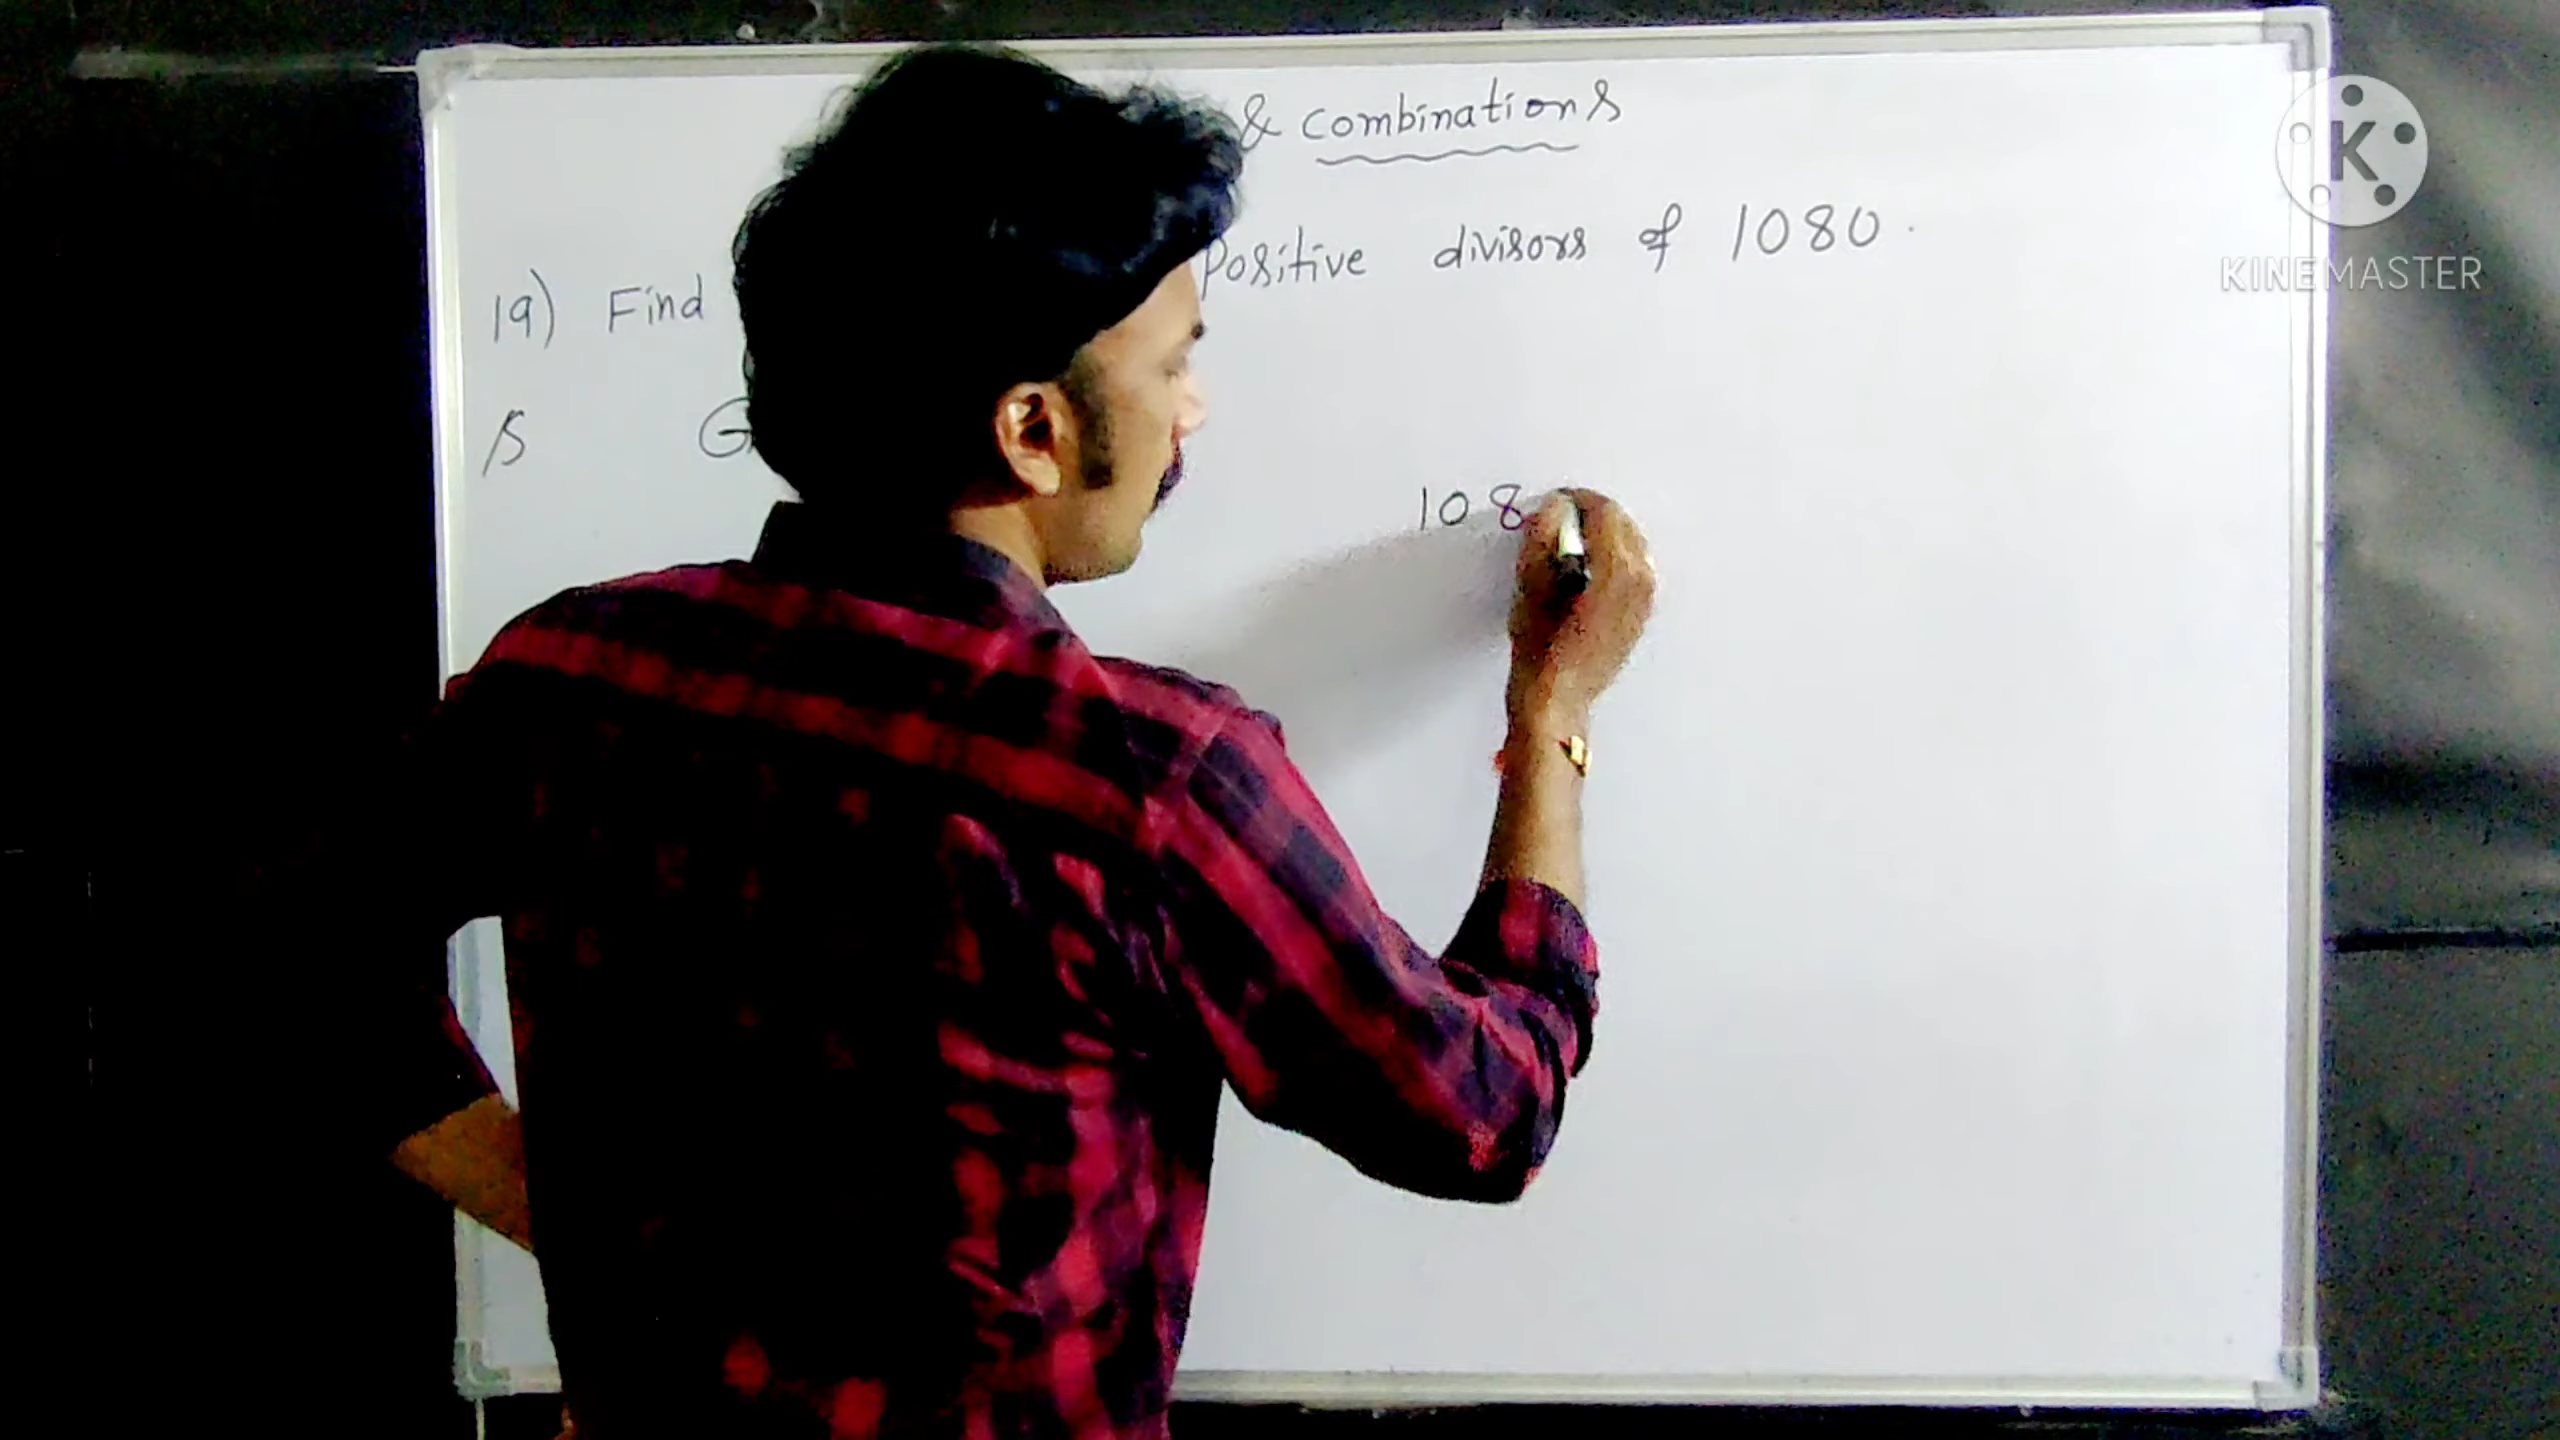 & combinations
19) Find Positive divisors of 1080.
S G
108
K
KINEMASTER